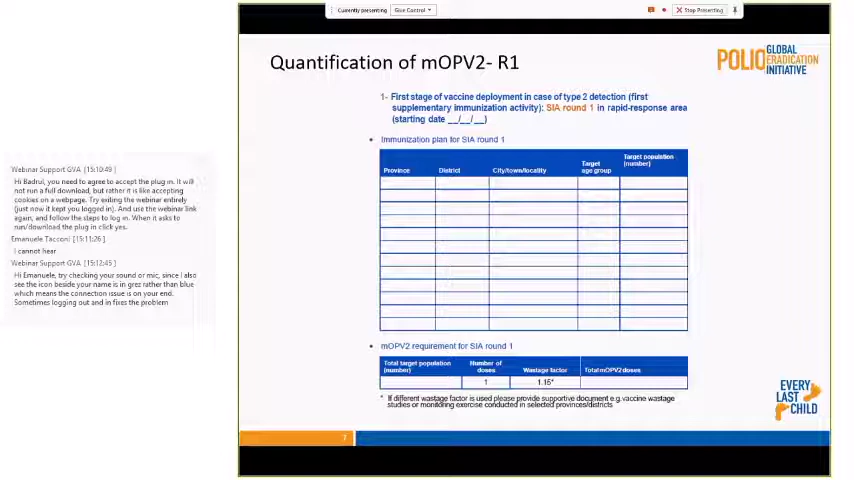 Currently presenting
Give Control
Stop Presenting
Quantification of mOPV2- R1
POLIO GLOBAL ERADICATION INITIATIVE
1- First stage of vaccine deployment in case of type 2 detection (first
supplementary immunization activity): SIA round 1 in rapid-response area
(starting date __/__/__)
• Immunization plan for SIA round 1
Province District City/town/locality Target age group Target population (number)
• mOPV2 requirement for SIA round 1
Total target population (number) Number of doses Wastage factor Total mOPV2 doses
1 1.15*
* If different wastage factor is used please provide supportive document e.g. vaccine wastage
studies or monitoring exercise conducted in selected provinces/districts
EVERY
LAST
CHILD
7
Webinar Support GVA [15:10:49]
Hi Badrul, you need to agree to accept the plug in. It will
not run a full download, but rather it is like accepting
cookies on a webpage. Try exiting the webinar entirely
(just now it kept you logged in). And use the webinar link
again, and follow the steps to log in. When it asks to
run/download the plug in click yes.
Emanuele Tacconi [15:11:26]
I cannot hear
Webinar Support GVA [15:12:45]
Hi Emanuele, try checking your sound or mic, since I also
see the icon beside your name is in grez rather than blue
which means the connection issue is on your end.
Sometimes logging out and in fixes the problem